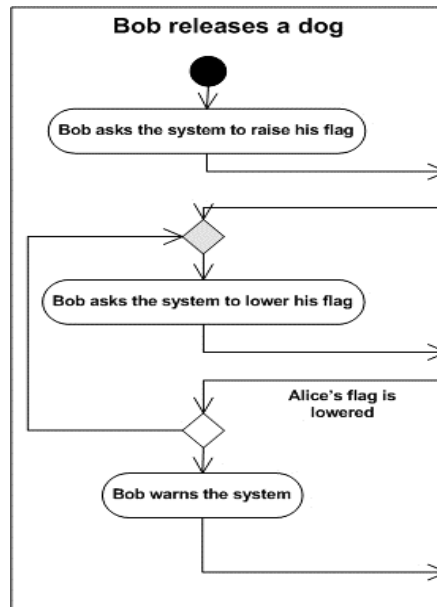 Bob releases a dog
Bob asks the system to raise his flag
Bob asks the system to lower his flag
Alice's flag is
lowered
Bob warns the system